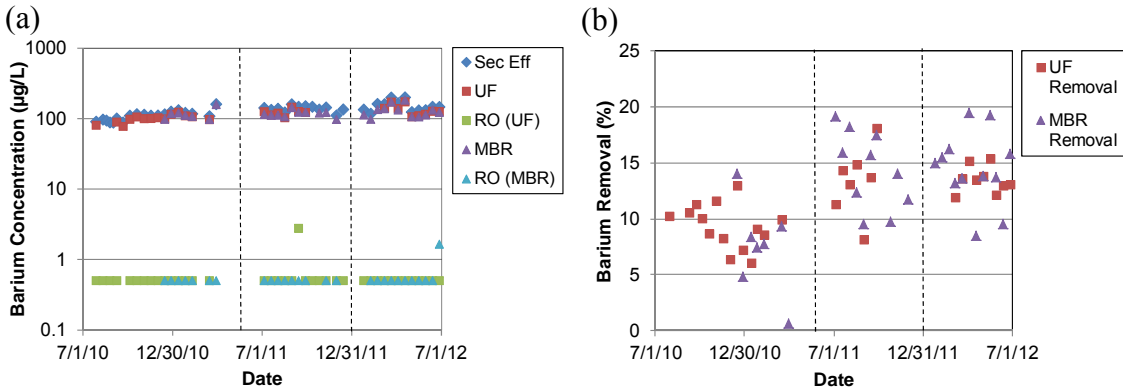 (a)
Barium Concentration (µg/L)
1000
100
10
1
0.1
7/1/10
12/30/10
7/1/11
12/31/11
7/1/12
Date
Sec Eff
UF
RO (UF)
MBR
RO (MBR)
(b)
Barium Removal (%)
25
20
15
10
5
0
7/1/10
12/30/10
7/1/11
12/31/11
7/1/12
Date
UF
Removal
MBR
Removal